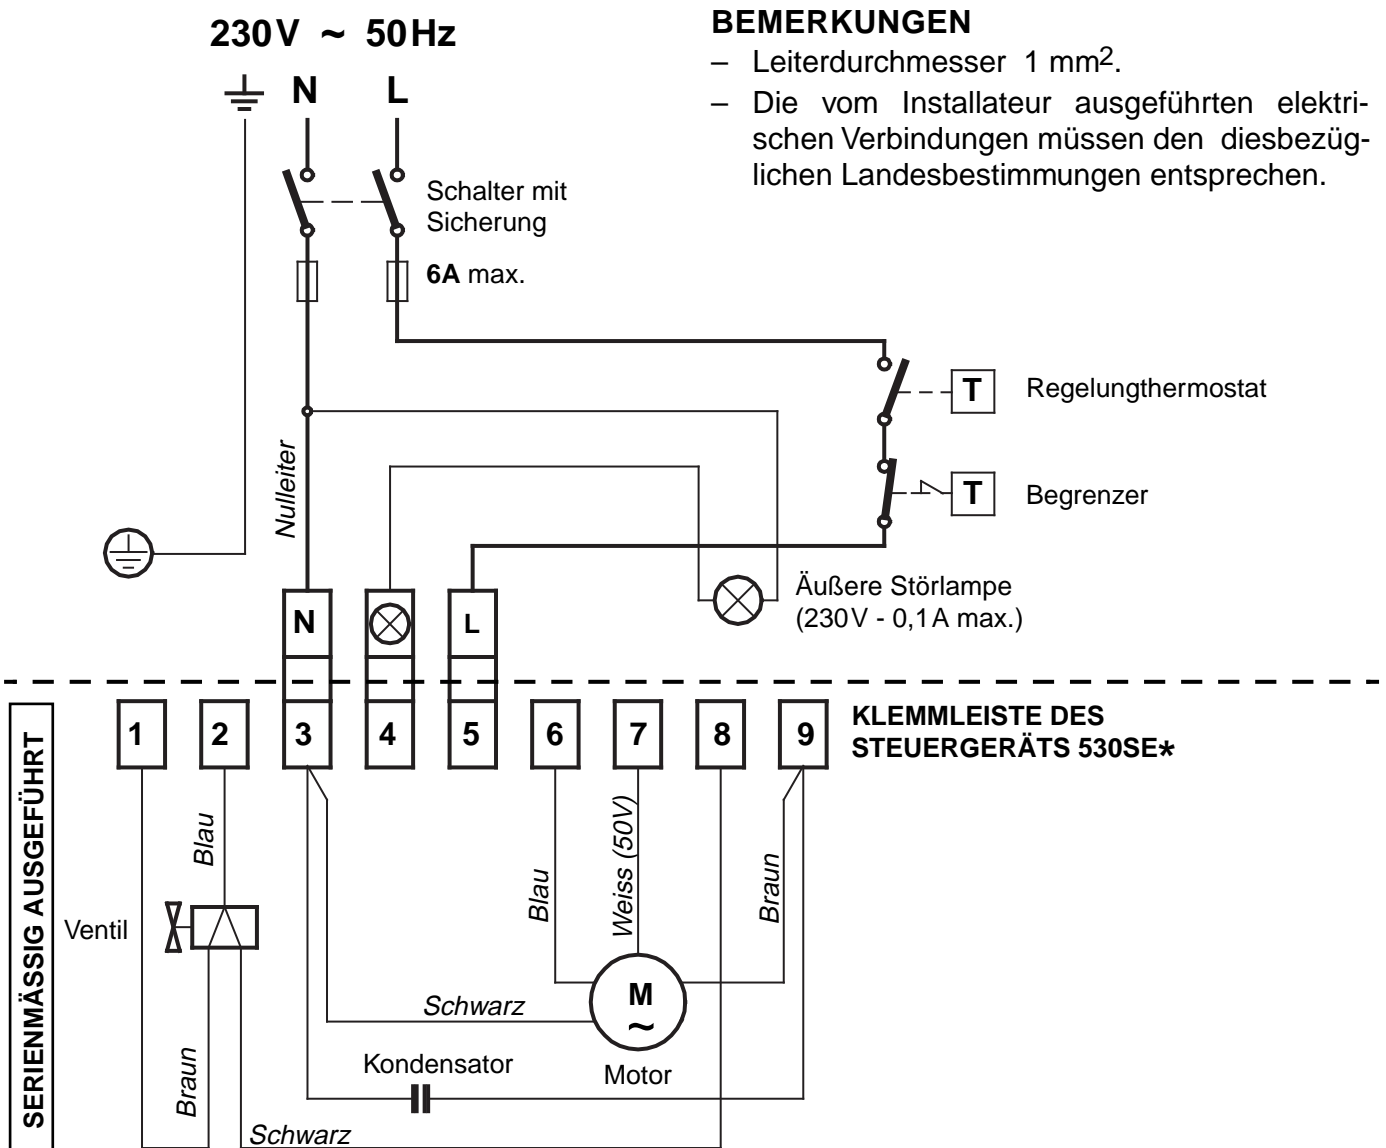 230V ~ 50Hz
N L
BEMERKUNGEN
– Leiterdurchmesser 1 mm².
– Die vom Installateur ausgeführten elektri-
schen Verbindungen müssen den diesbezüg-
lichen Landesbestimmungen entsprechen.
Schalter mit
Sicherung
6A max.
T Regelungthermostat
T Begrenzer
Nulleiter
Äußere Störlampe
(230V - 0,1A max.)
N L
1 2 3 4 5 6 7 8 9
KLEMMLEISTE DES
STEUERGERÄTS 530SE*
SERIENMÄSSIG AUSGEFÜHRT
Blau
Blau
Weiss (50V)
Braun
Ventil
M
~
Motor
Schwarz
Kondensator
Braun
Schwarz